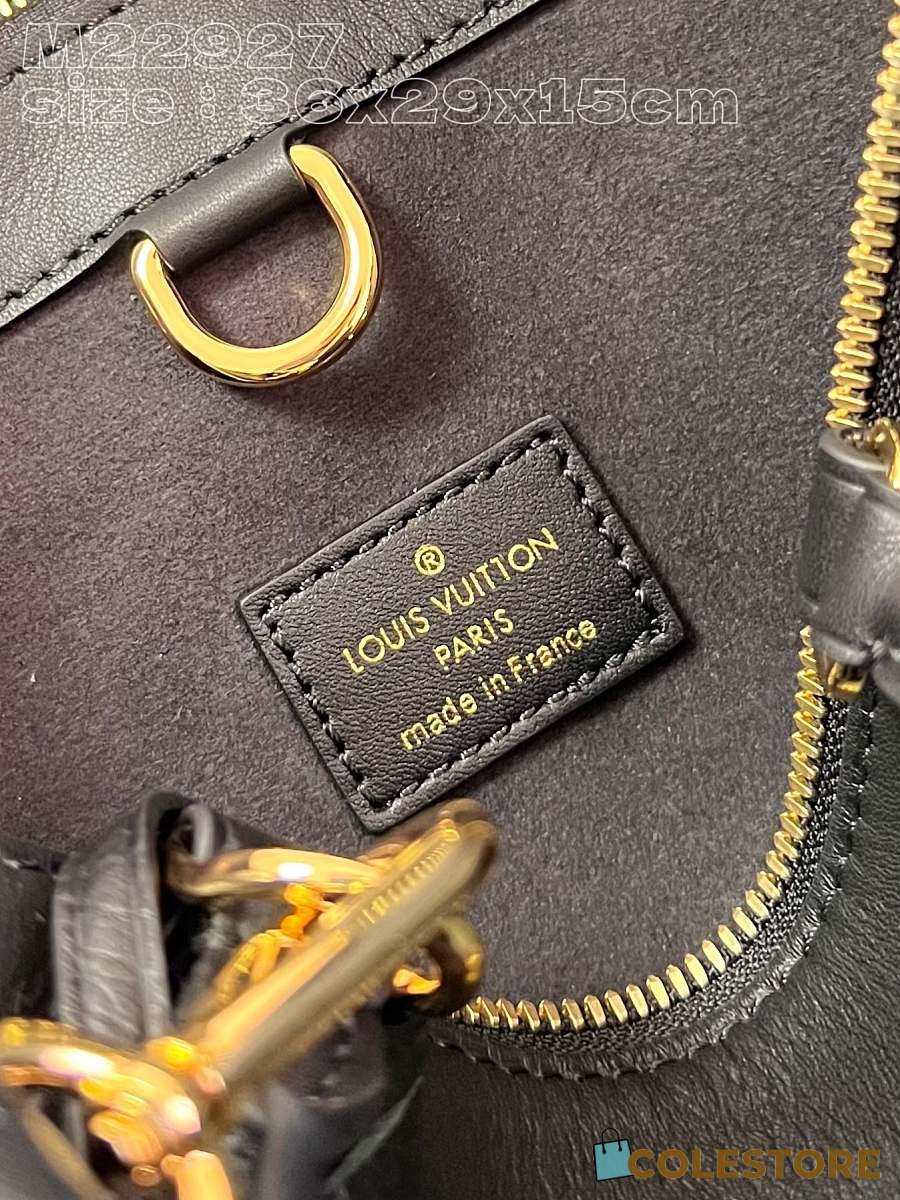 M22927
size : 36x29x15cm
®
LOUIS VUITTON
PARIS
made in France
COLESTORE